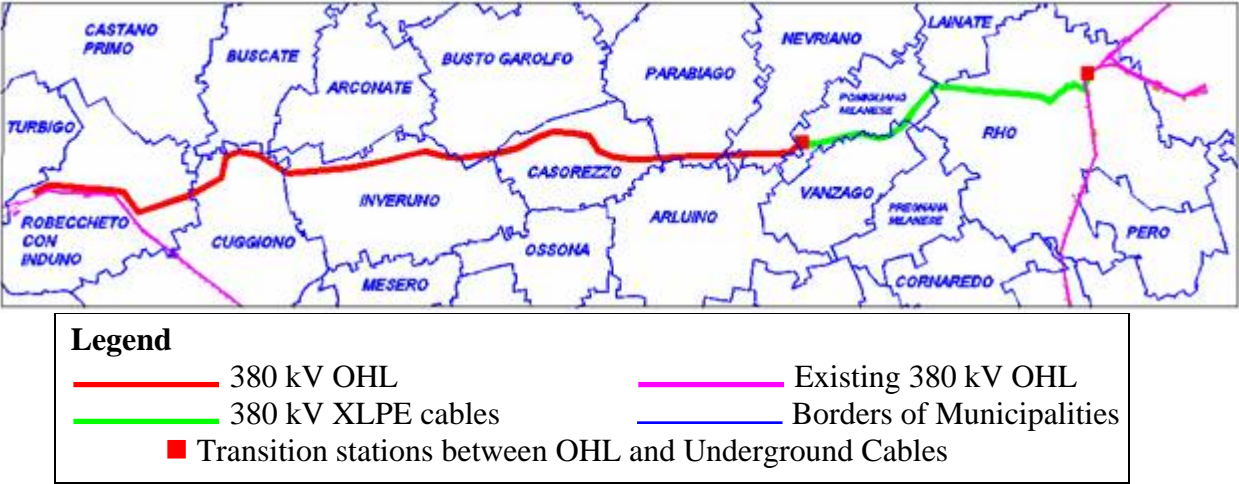 CASTANO
PRIMO
BUSCATE
ARCONATE
BUSTO GAROLFO
PARABIAGO
NEVRIANO
LAINATE
POMIGLIANO
MILANESE
RHO
TURBIGO
ROBECCHETO
CON
INDUNO
CUGGIONO
INVERUNO
CASOREZZO
ARLUINO
VANZAGO
PREGNANA
MILANESE
PERO
OSSONA
MESERO
CORNAREDO
Legend
380 kV OHL
Existing 380 kV OHL
380 kV XLPE cables
Borders of Municipalities
Transition stations between OHL and Underground Cables